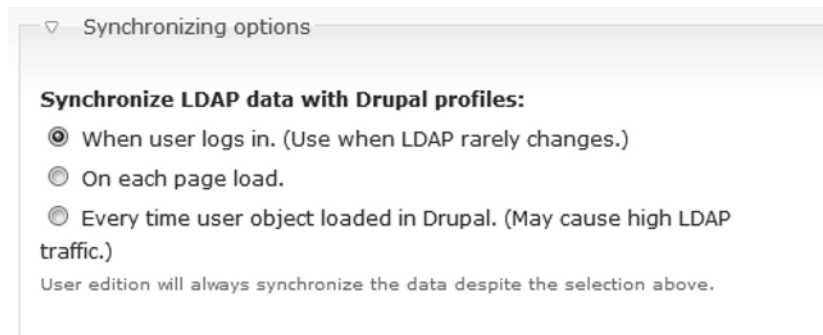 Synchronizing options
Synchronize LDAP data with Drupal profiles:
When user logs in. (Use when LDAP rarely changes.)
On each page load.
Every time user object loaded in Drupal. (May cause high LDAP
traffic.)
User edition will always synchronize the data despite the selection above.